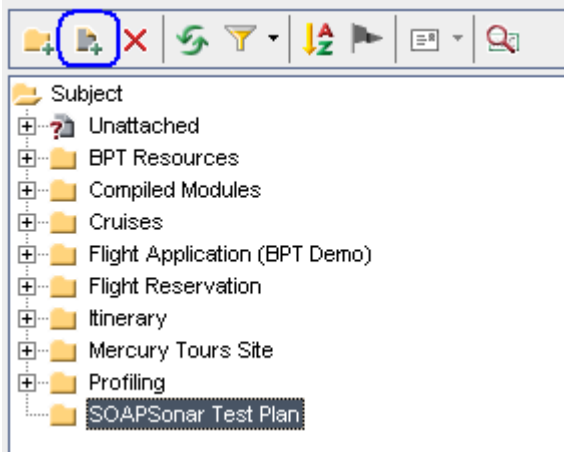 A
Z
Subject
Unattached
BPT Resources
Compiled Modules
Cruises
Flight Application (BPT Demo)
Flight Reservation
Itinerary
Mercury Tours Site
Profiling
SOAPSonar Test Plan